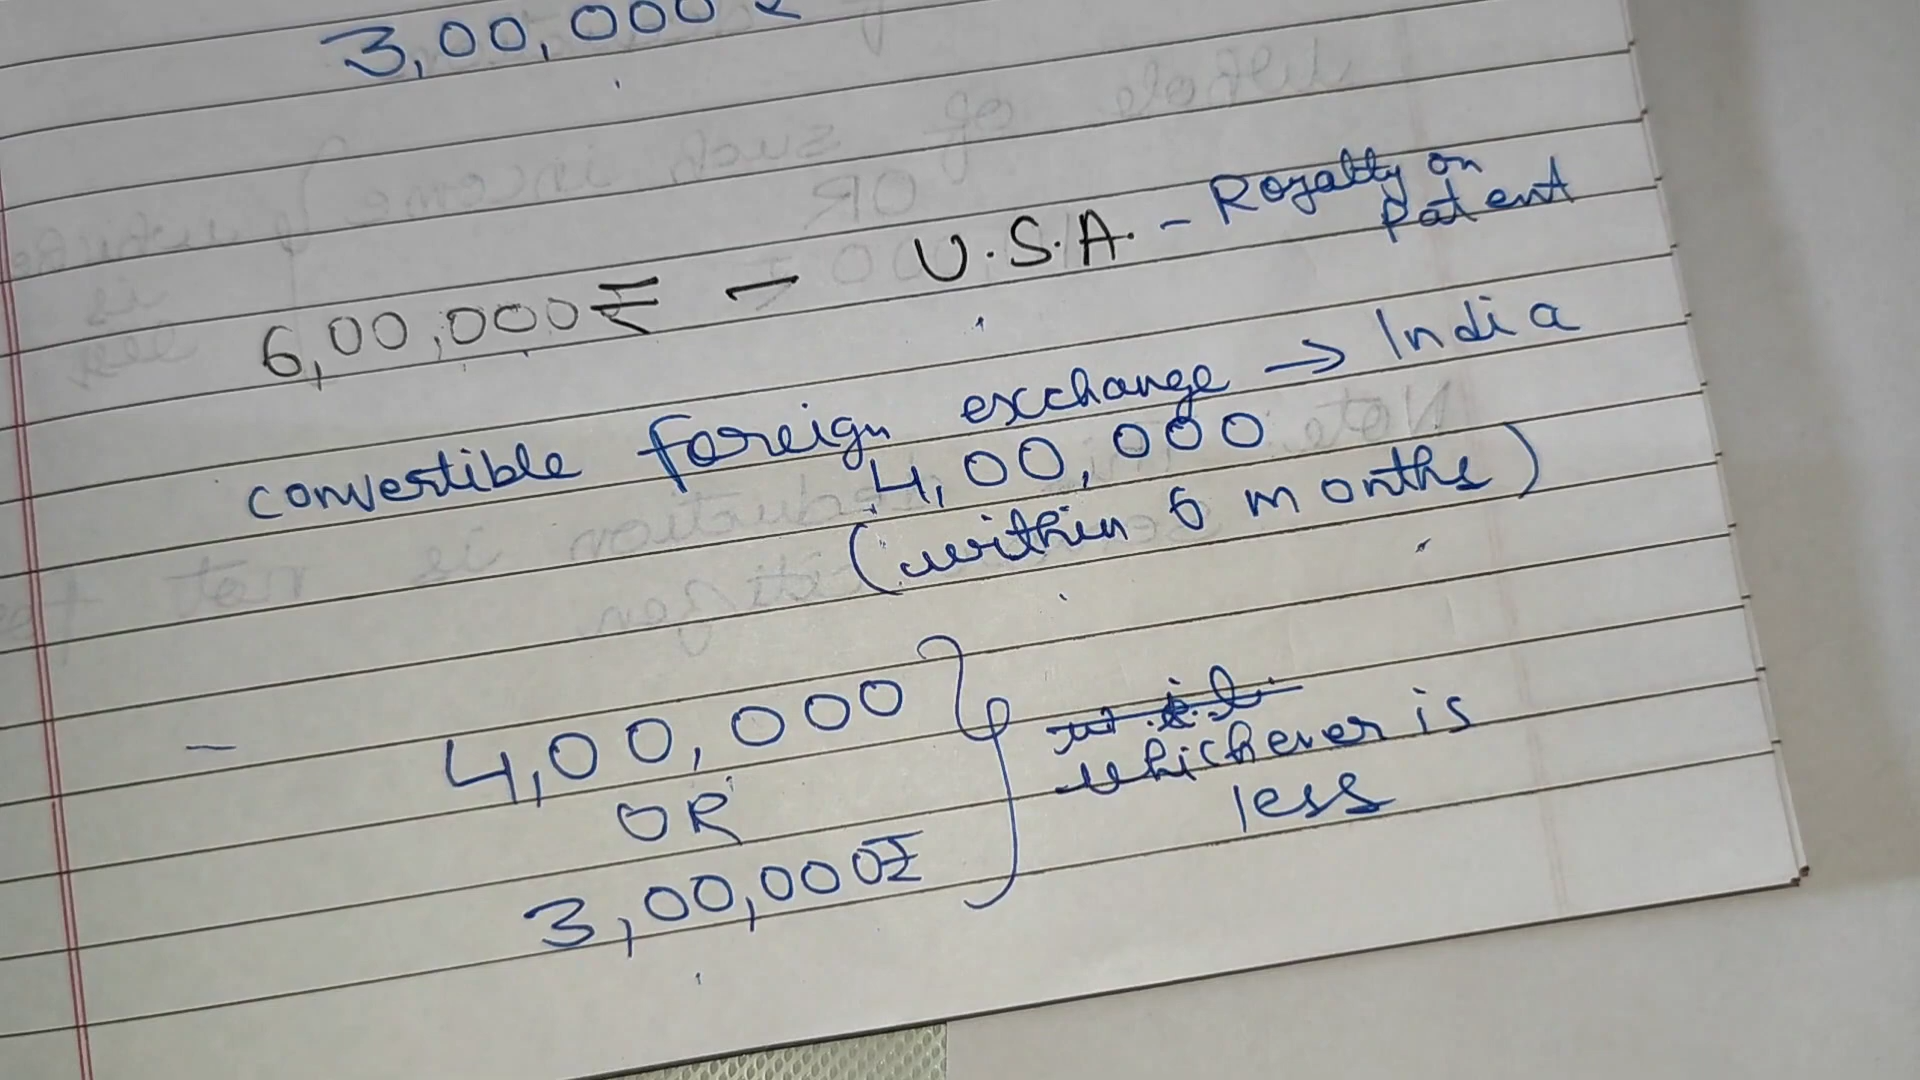 3,00,000₹
6,00,000₹ - U.S.A. - Royalty on
Patent
convertible foreign exchange → India
4,00,000
(within 6 months)
- 4,00,000
OR
3,00,000₹
whichever is
less